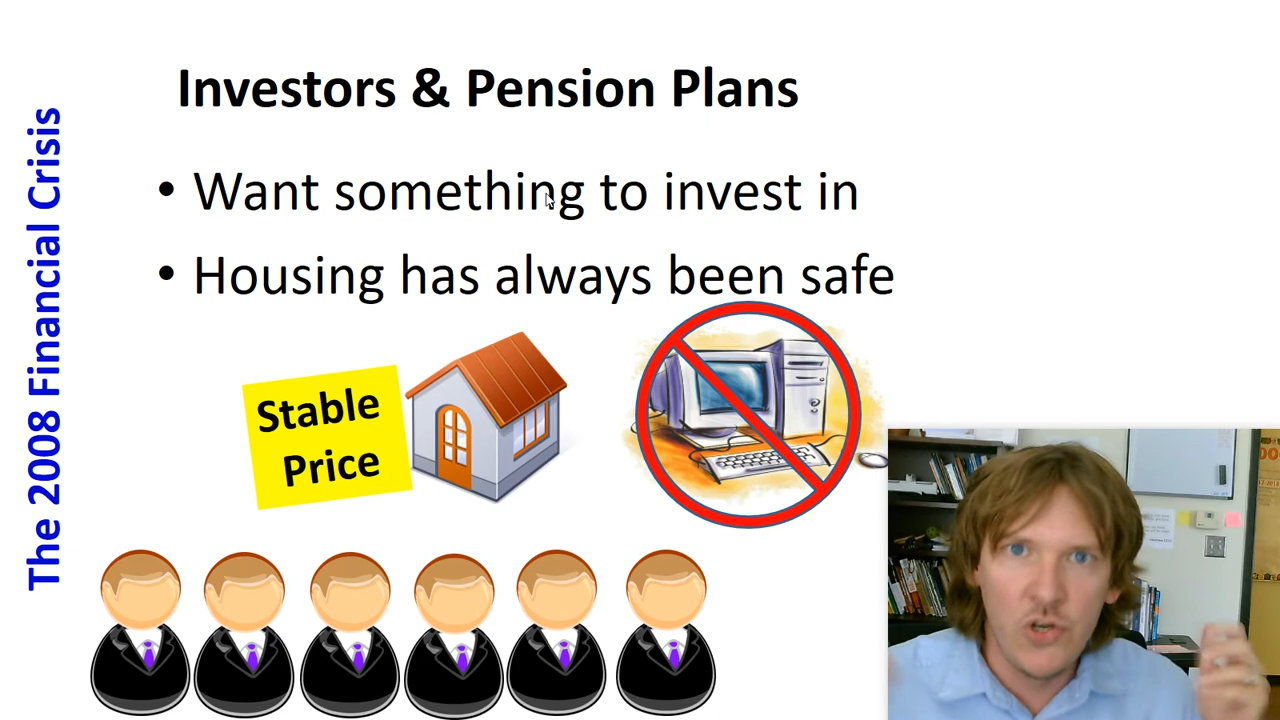 The 2008 Financial Crisis
Investors & Pension Plans
• Want something to invest in
• Housing has always been safe
Stable
Price